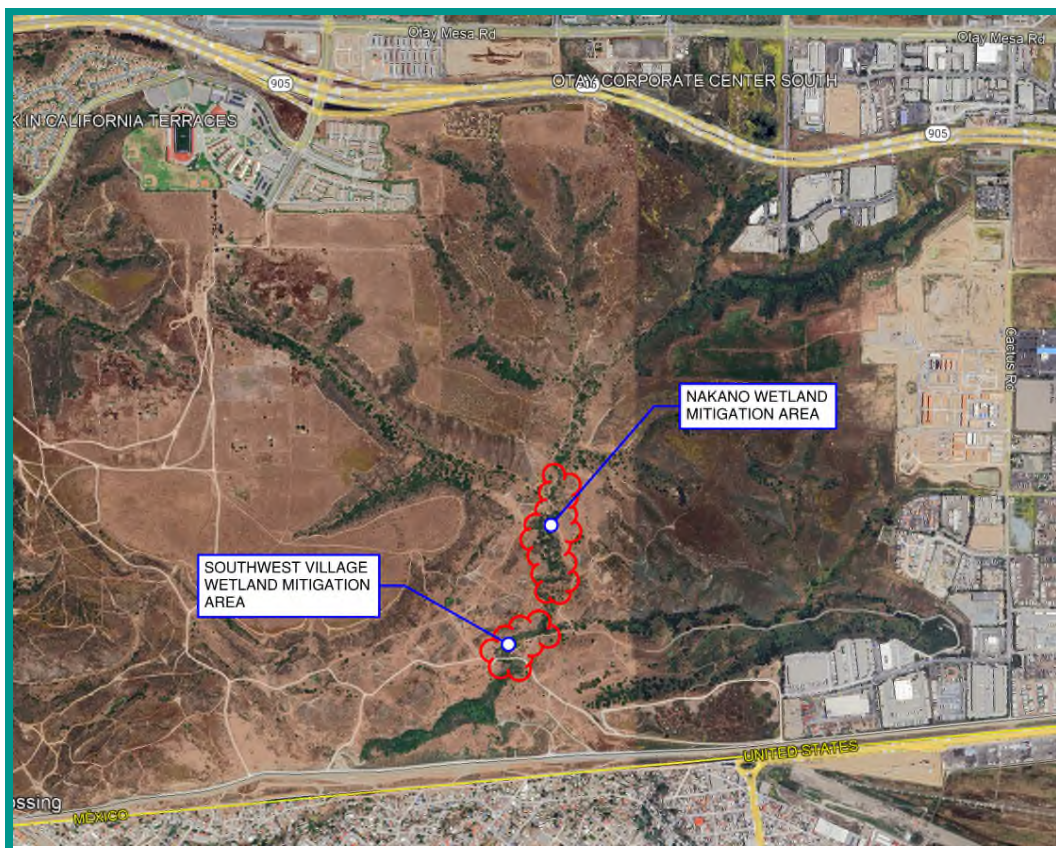 Otay Mesa Rd
Otay Mesa Rd
905
905
OTAY CORPORATE CENTER SOUTH
K IN CALIFORNIA TERRACES
905
Cactus Rd
NAKANO WETLAND
MITIGATION AREA
SOUTHWEST VILLAGE
WETLAND MITIGATION
AREA
UNITED STATES
ossing
MEXICO